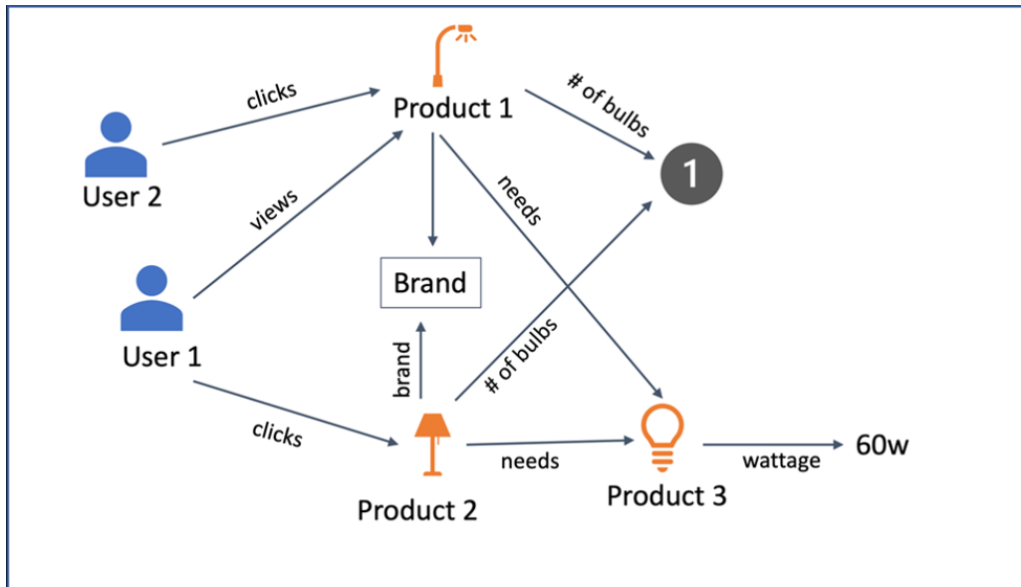 clicks
Product 1
# of bulbs
1
User 2
views
needs
Brand
User 1
brand
# of bulbs
clicks
needs
wattage
60w
Product 2
Product 3